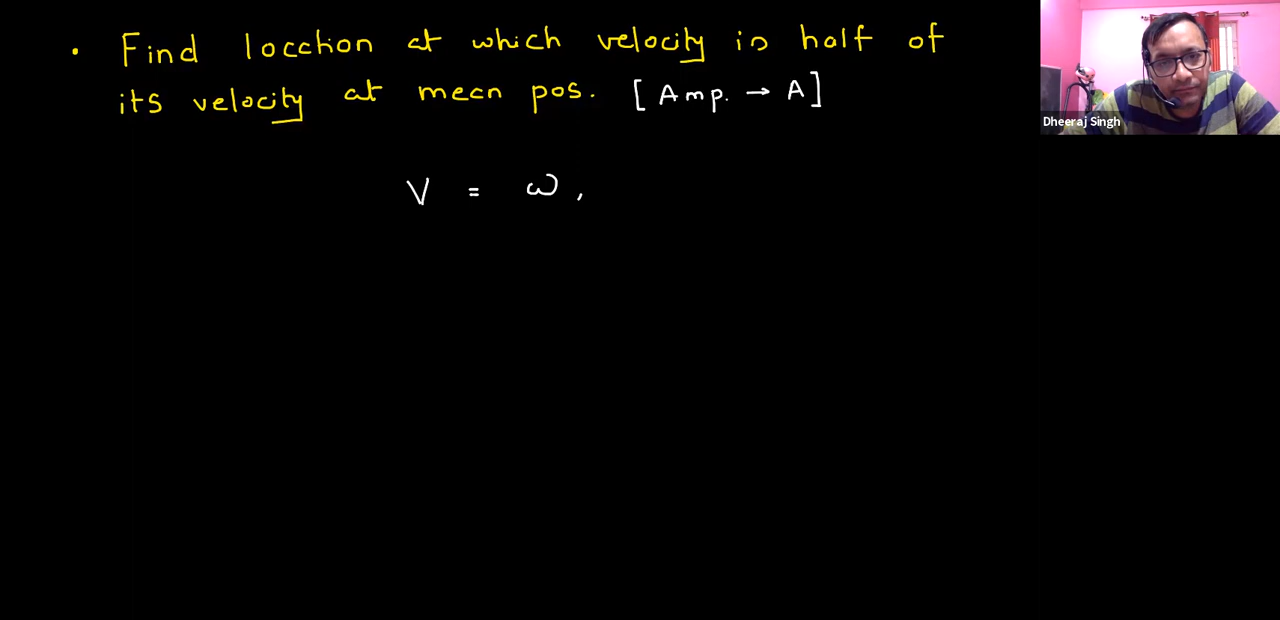 • Find location at which velocity is half of
its velocity at mean pos. [Amp. → A]
V = ω,
Dheeraj Singh